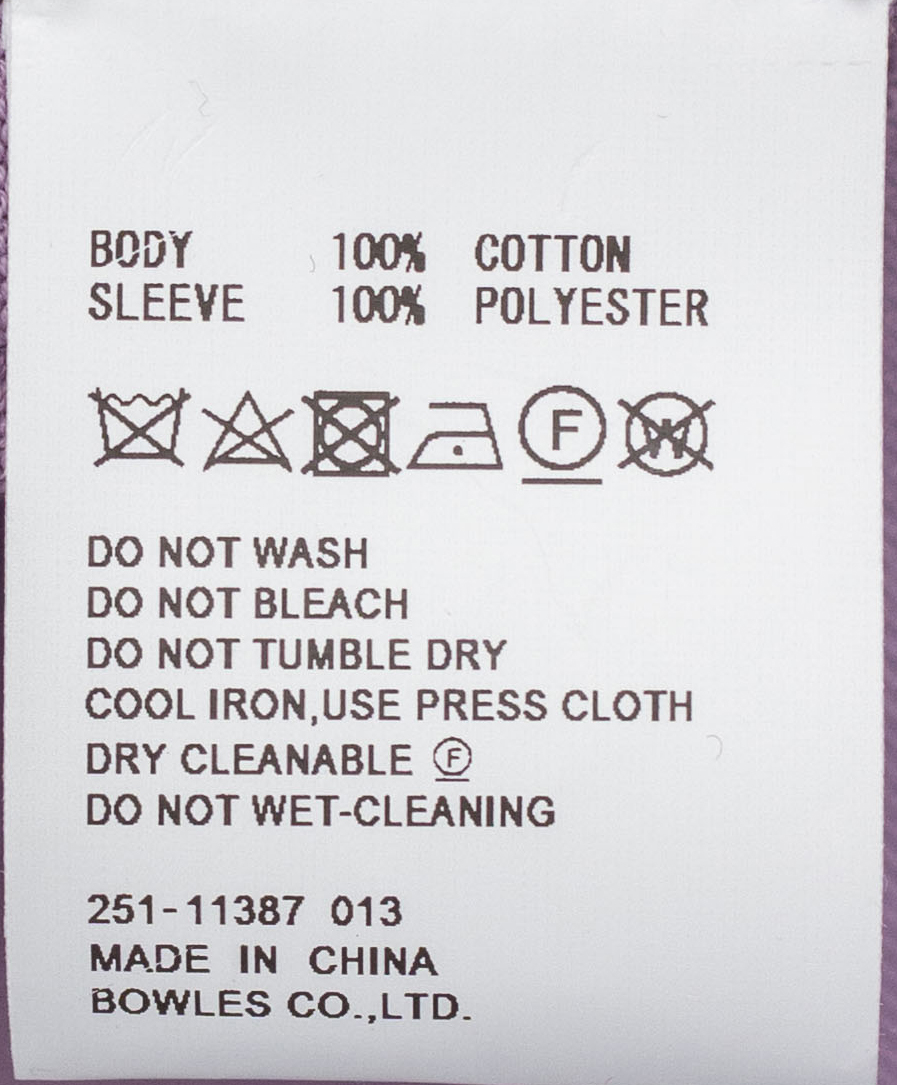 BODY 100% COTTON
SLEEVE 100% POLYESTER
F W
DO NOT WASH
DO NOT BLEACH
DO NOT TUMBLE DRY
COOL IRON,USE PRESS CLOTH
DRY CLEANABLE Ⓕ
DO NOT WET-CLEANING
251-11387 013
MADE IN CHINA
BOWLES CO.,LTD.